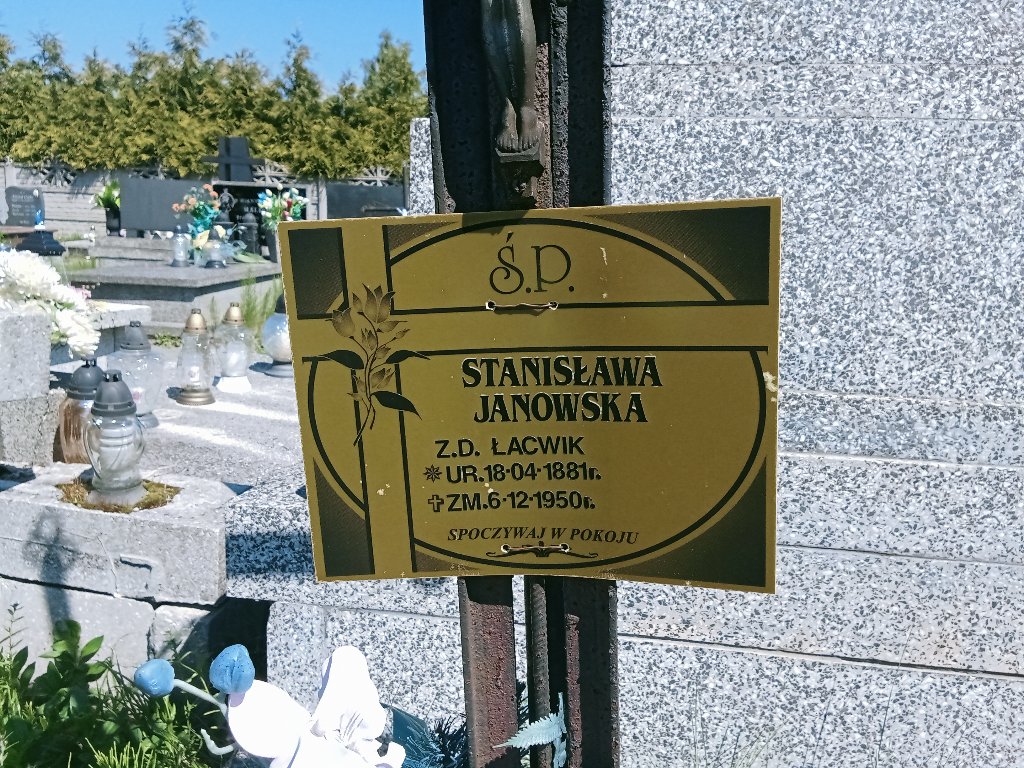 Ś.P.
STANISŁAWA
JANOWSKA
Z.D. ŁACWIK
UR.18·04·1881r.
ZM.6·12·1950r.
SPOCZYWAJ W POKOJU